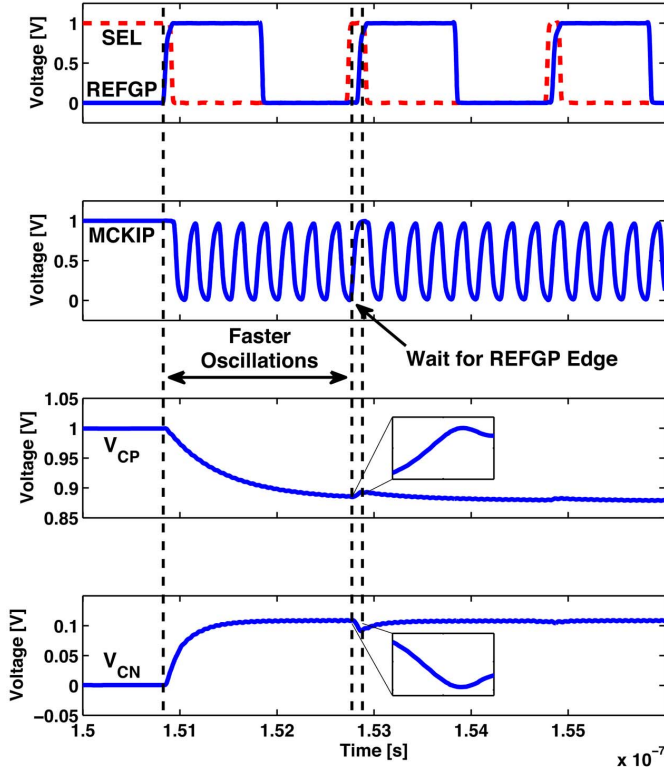 1
0.5
0
Voltage [V]
SEL
REFGP
1
0.5
0
Voltage [V]
MCKIP
Faster
Oscillations
Wait for REFGP Edge
1.05
1
0.95
0.9
0.85
Voltage [V]
V_CP
0.1
0.05
0
−0.05
Voltage [V]
V_CN
1.5
1.51
1.52
1.53
1.54
1.55
Time [s]
x 10^-7